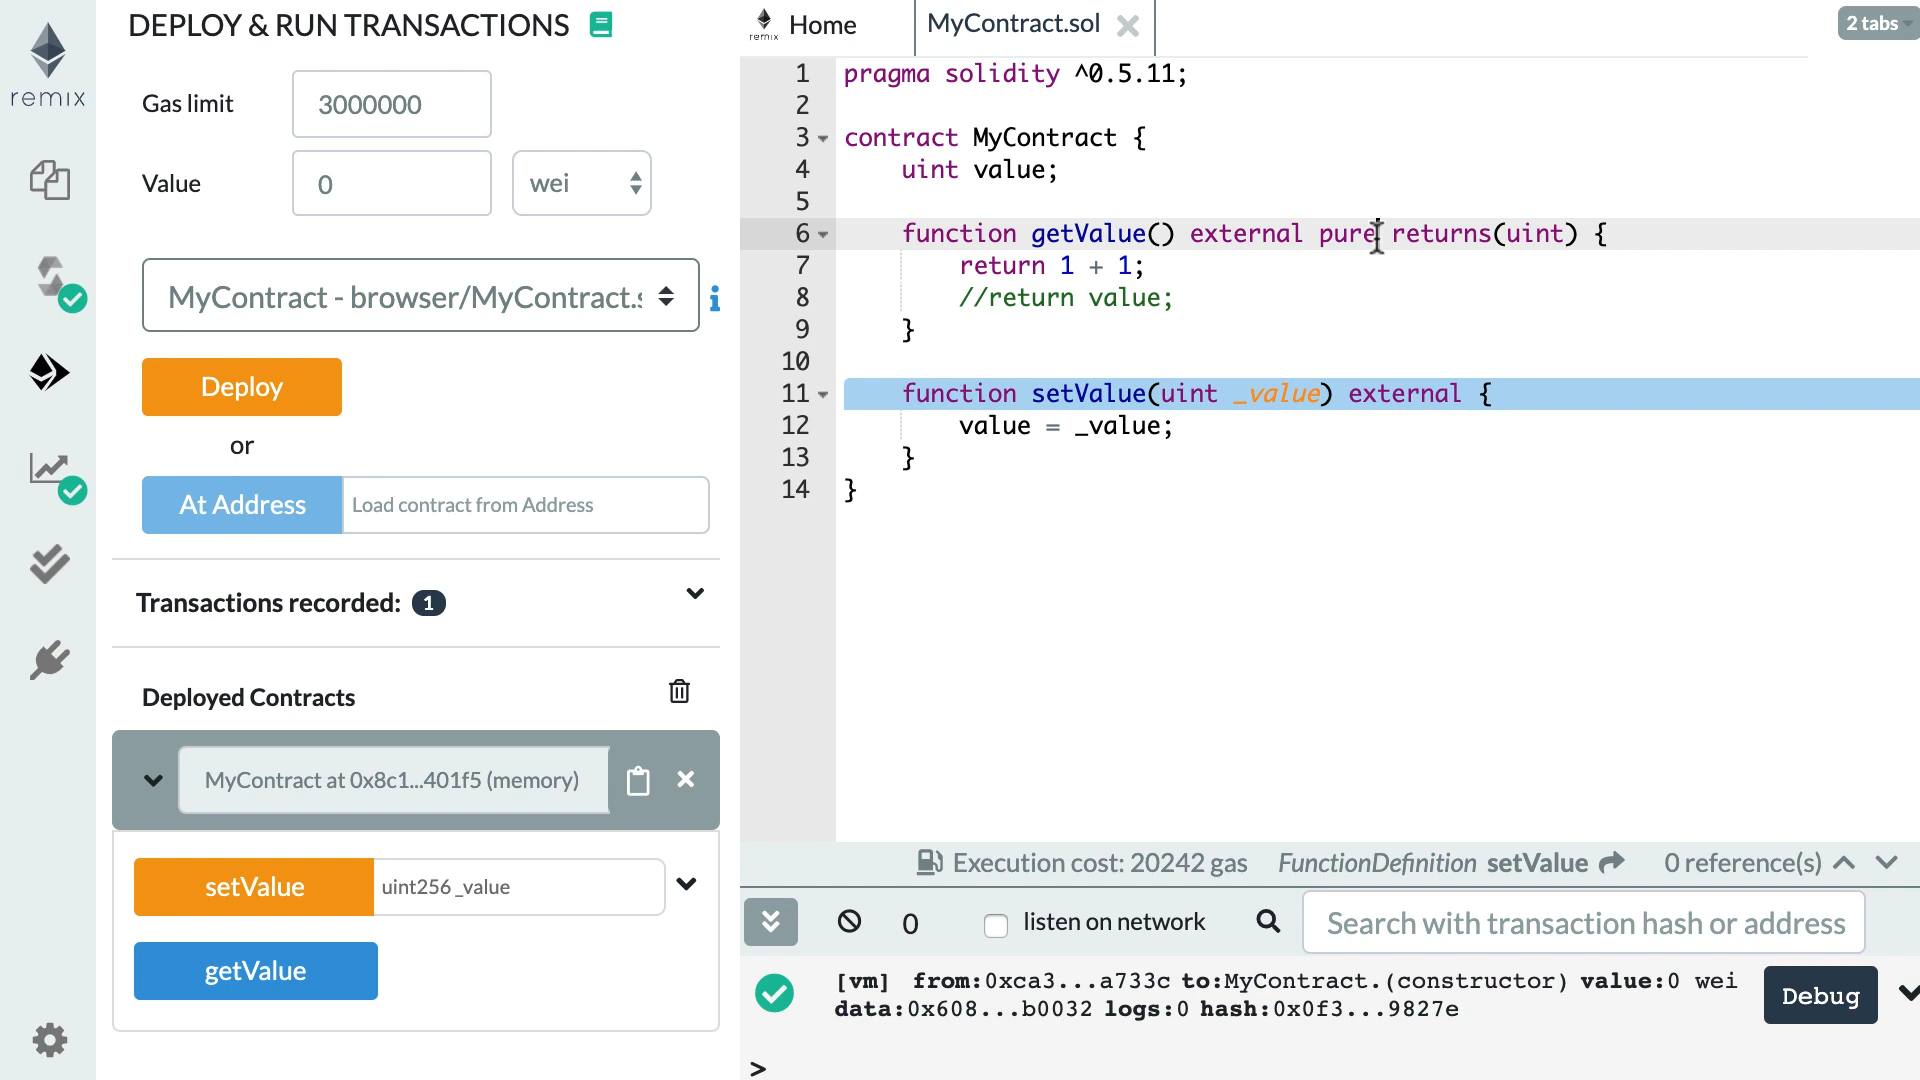 remix
DEPLOY & RUN TRANSACTIONS
Gas limit
3000000
Value
0
wei
MyContract - browser/MyContract.s
i
Deploy
or
At Address
Load contract from Address
Transactions recorded: 1
Deployed Contracts
MyContract at 0x8c1...401f5 (memory)
setValue
uint256 _value
getValue
remix
Home
MyContract.sol
2 tabs
1 pragma solidity ^0.5.11;
2
3 contract MyContract {
4 uint value;
5
6 function getValue() external pure returns(uint) {
7 return 1 + 1;
8 //return value;
9 }
10
11 function setValue(uint _value) external {
12 value = _value;
13 }
14 }
Execution cost: 20242 gas FunctionDefinition setValue 0 reference(s)
0
listen on network
Search with transaction hash or address
[vm] from:0xca3...a733c to:MyContract.(constructor) value:0 wei
data:0x608...b0032 logs:0 hash:0x0f3...9827e
Debug
>